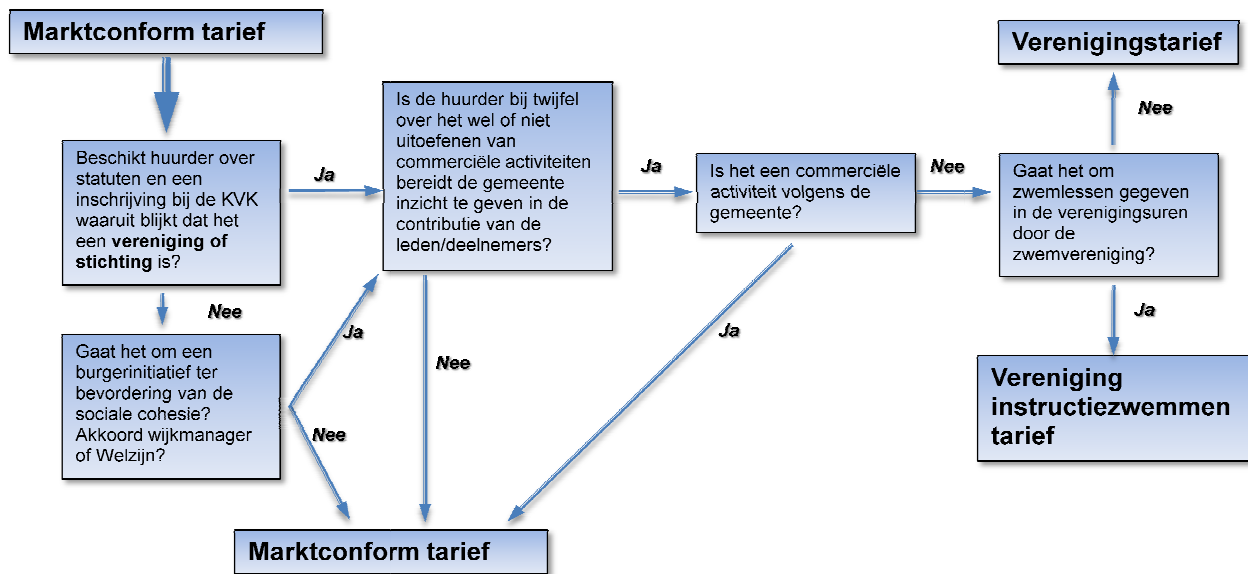 Marktconform tarief
Beschikt huurder over
statuten en een
inschrijving bij de KVK
waaruit blijkt dat het
een vereniging of
stichting is?
Ja
Nee
Gaat het om een
burgerinitiatief ter
bevordering van de
sociale cohesie?
Akkoord wijkmanager
of Welzijn?
Ja
Nee
Is de huurder bij twijfel
over het wel of niet
uitoefenen van
commerciële activiteiten
bereidt de gemeente
inzicht te geven in de
contributie van de
leden/deelnemers?
Ja
Nee
Is het een commerciële
activiteit volgens de
gemeente?
Nee
Ja
Gaat het om
zwemlessen gegeven
in de verenigingsuren
door de
zwemvereniging?
Nee
Verenigingstarief
Ja
Vereniging
instructiezwemmen
tarief
Marktconform tarief